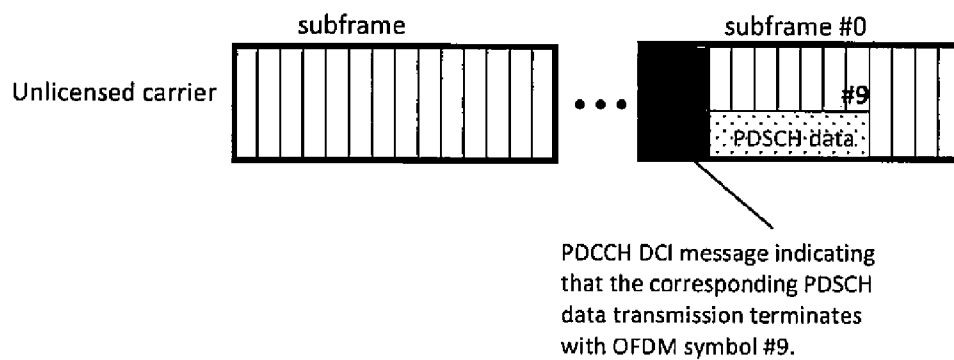 subframe
subframe #0
Unlicensed carrier
#9
PDSCH data
PDCCH DCI message indicating
that the corresponding PDSCH
data transmission terminates
with OFDM symbol #9.